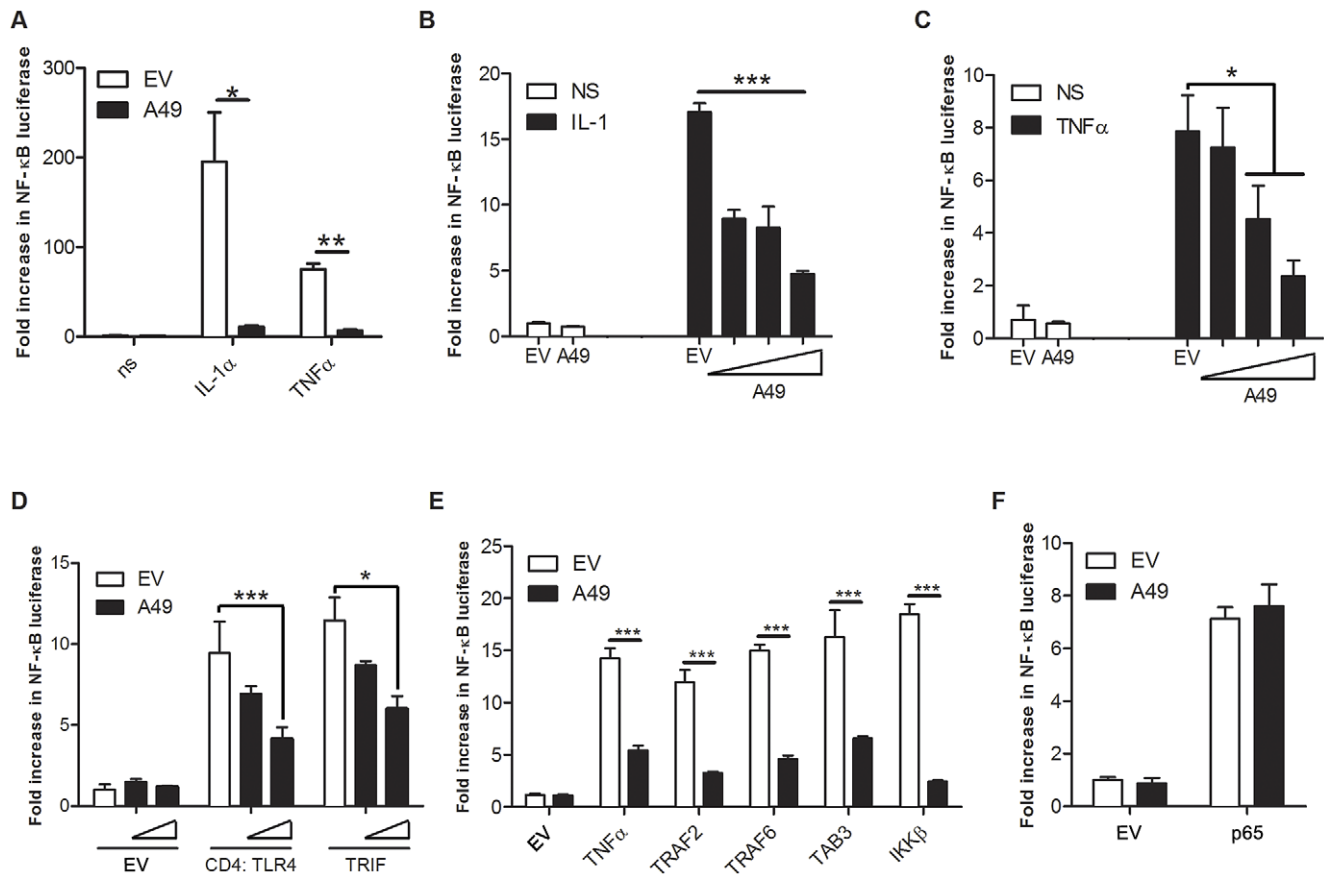 A
Fold increase in NF-κB luciferase
300
200
100
0
EV
A49
*
**
ns
IL-1α
TNFα
B
Fold increase in NF-κB luciferase
20
15
10
5
0
NS
IL-1
***
EV A49
EV
A49
C
Fold increase in NF-κB luciferase
10
8
6
4
2
0
NS
TNFα
*
EV A49
EV
A49
D
Fold increase in NF-κB luciferase
15
10
5
0
EV
A49
***
*
EV
CD4: TLR4
TRIF
E
Fold increase in NF-κB luciferase
25
20
15
10
5
0
EV
A49
***
***
***
***
***
EV
TNFα
TRAF2
TRAF6
TAB3
IKKβ
F
Fold increase in NF-κB luciferase
10
8
6
4
2
0
EV
A49
EV
p65